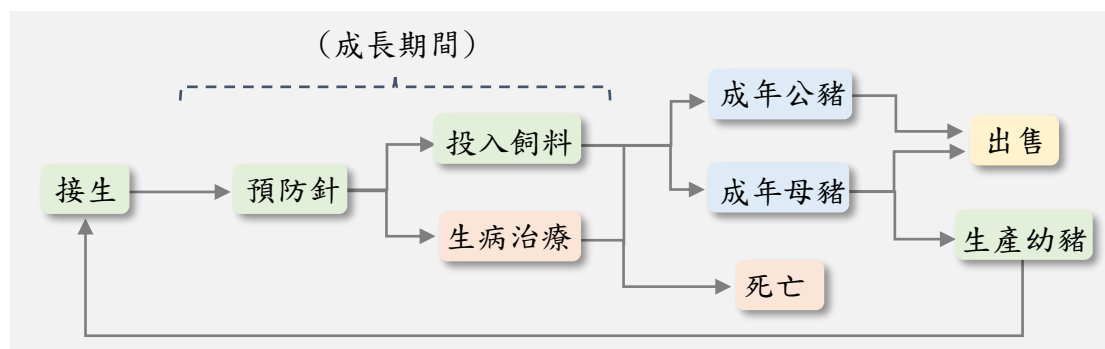 （成長期間）
接生
預防針
投入飼料
生病治療
成年公豬
成年母豬
死亡
出售
生產幼豬